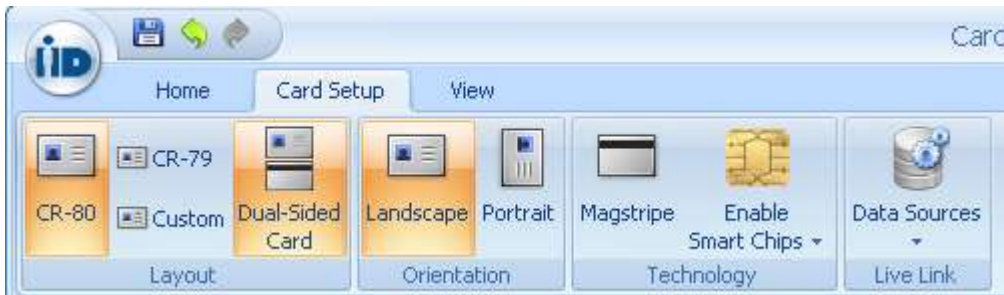 Card
iiD
Home Card Setup View
CR-80
CR-79
Custom
Dual-Sided
Card
Landscape
Portrait
Magstripe
Enable
Smart Chips
Data Sources
Layout
Orientation
Technology
Live Link